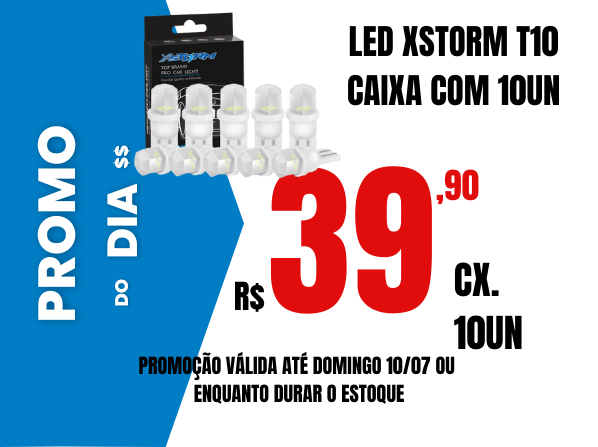 XSTORM
TOP BRAND
PRO CAR LIGHT
LED XSTORM T10
CAIXA COM 10UN
PROMO
DO DIA $$
R$ 39,90
CX.
10UN
PROMOÇÃO VÁLIDA ATÉ DOMINGO 10/07 OU
ENQUANTO DURAR O ESTOQUE